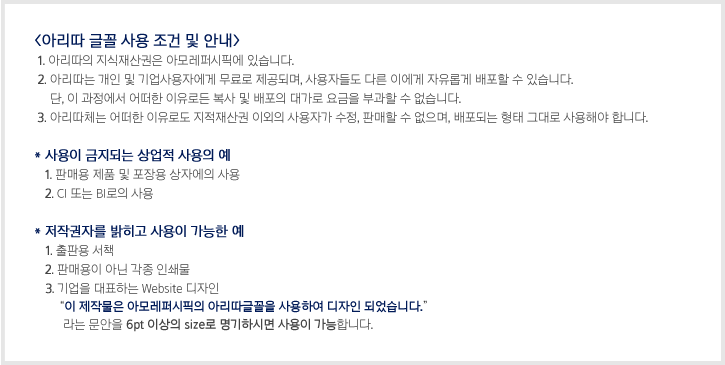 <아리따 글꼴 사용 조건 및 안내>
1. 아리따의 지식재산권은 아모레퍼시픽에 있습니다.
2. 아리따는 개인 및 기업사용자에게 무료로 제공되며, 사용자들도 다른 이에게 자유롭게 배포할 수 있습니다.
단, 이 과정에서 어떠한 이유로든 복사 및 배포의 대가로 요금을 부과할 수 없습니다.
3. 아리따체는 어떠한 이유로도 지적재산권 이외의 사용자가 수정, 판매할 수 없으며, 배포되는 형태 그대로 사용해야 합니다.
* 사용이 금지되는 상업적 사용의 예
1. 판매용 제품 및 포장용 상자에의 사용
2. CI 또는 BI로의 사용
* 저작권자를 밝히고 사용이 가능한 예
1. 출판용 서책
2. 판매용이 아닌 각종 인쇄물
3. 기업을 대표하는 Website 디자인
“이 제작물은 아모레퍼시픽의 아리따글꼴을 사용하여 디자인 되었습니다.”
라는 문안을 6pt 이상의 size로 명기하시면 사용이 가능합니다.